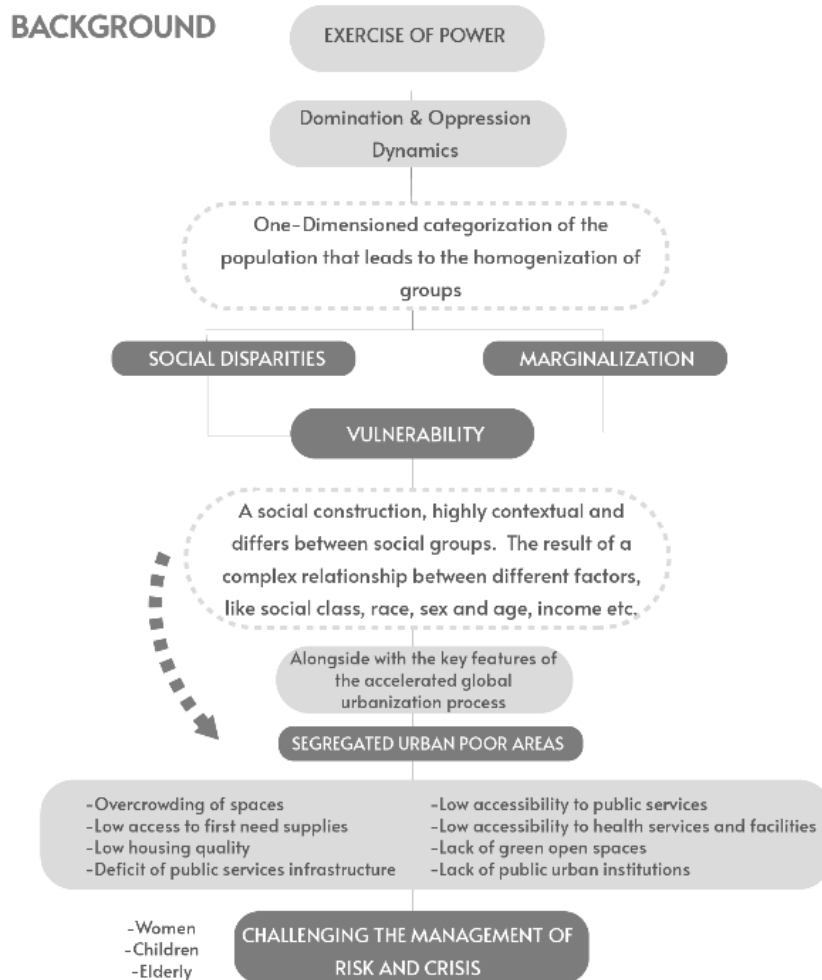 BACKGROUND
EXERCISE OF POWER
Domination & Oppression
Dynamics
One-Dimensioned categorization of the
population that leads to the homogenization of
groups
SOCIAL DISPARITIES
MARGINALIZATION
VULNERABILITY
A social construction, highly contextual and
differs between social groups. The result of a
complex relationship between different factors,
like social class, race, sex and age, income etc.
Alongside with the key features of
the accelerated global
urbanization process
SEGREGATED URBAN POOR AREAS
-Overcrowding of spaces
-Low access to first need supplies
-Low housing quality
-Deficit of public services infrastructure
-Low accessibility to public services
-Low accessibility to health services and facilities
-Lack of green open spaces
-Lack of public urban institutions
-Women
-Children
-Elderly
CHALLENGING THE MANAGEMENT OF
RISK AND CRISIS